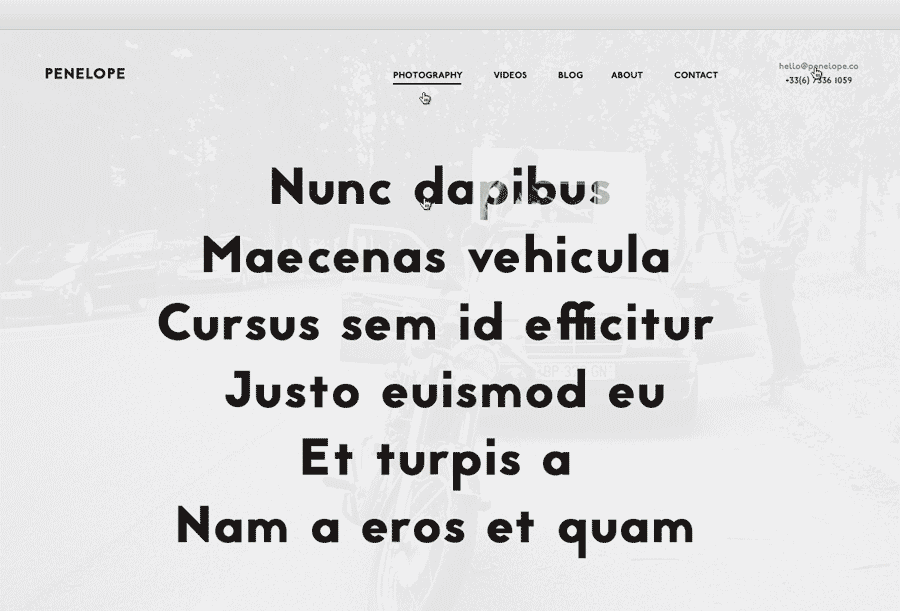 PENELOPE
PHOTOGRAPHY VIDEOS BLOG ABOUT CONTACT
hello@penelope.co
+33(6) 7336 1059
Nunc dapibus
Maecenas vehicula
Cursus sem id efficitur
Justo euismod eu
Et turpis a
Nam a eros et quam